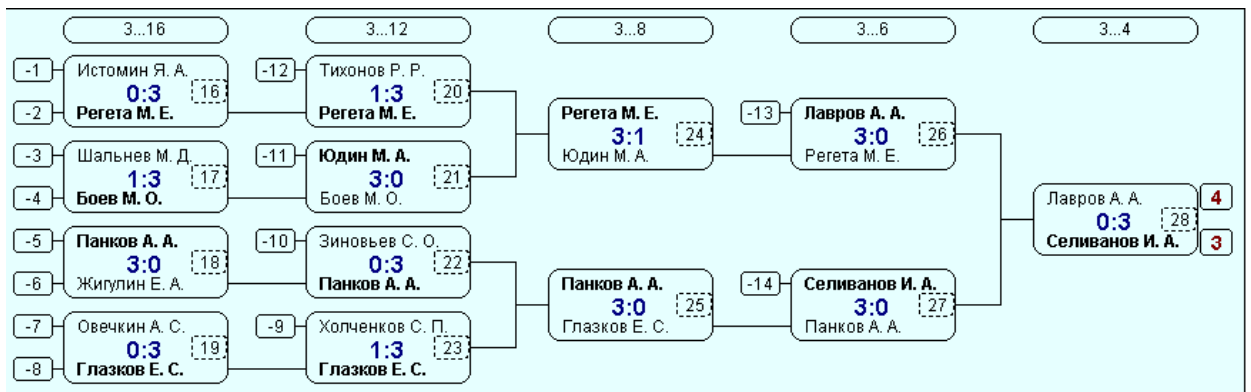 3...16
3...12
3...8
3...6
3...4
-1
Истомин Я. А.
0:3
16
-2
Регета М. Е.
-3
Шальнев М. Д.
1:3
17
-4
Боев М. О.
-5
Панков А. А.
3:0
18
-6
Жигулин Е. А.
-7
Овечкин А. С.
0:3
19
-8
Глазков Е. С.
-12
Тихонов Р. Р.
1:3
20
Регета М. Е.
-11
Юдин М. А.
3:0
21
Боев М. О.
-10
Зиновьев С. О.
0:3
22
Панков А. А.
-9
Холченков С. П.
1:3
23
Глазков Е. С.
Регета М. Е.
3:1
24
Юдин М. А.
Панков А. А.
3:0
25
Глазков Е. С.
-13
Лавров А. А.
3:0
26
Регета М. Е.
-14
Селиванов И. А.
3:0
27
Панков А. А.
Лавров А. А.
4
0:3
28
Селиванов И. А.
3